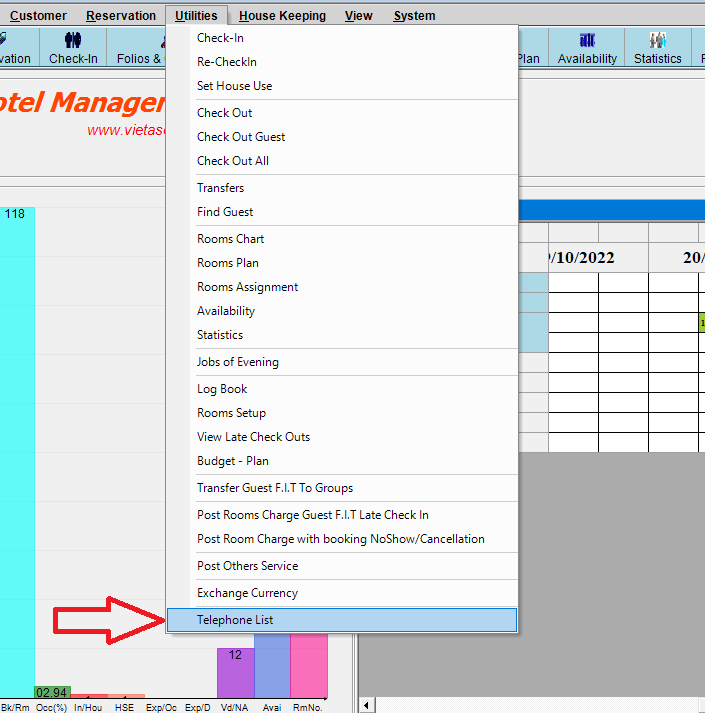 Customer Reservation Utilities House Keeping View System
vation Check-In Folios & Plan Availability Statistics
otel Manager
www.vietaso
Check-In
Re-CheckIn
Set House Use
Check Out
Check Out Guest
Check Out All
Transfers
Find Guest
Rooms Chart
Rooms Plan
Rooms Assignment
Availability
Statistics
Jobs of Evening
Log Book
Rooms Setup
View Late Check Outs
Budget - Plan
Transfer Guest F.I.T To Groups
Post Rooms Charge Guest F.I.T Late Check In
Post Room Charge with booking NoShow/Cancellation
Post Others Service
Exchange Currency
Telephone List
118
/10/2022 20/
12
02.94
Bk/Rm Occ(%) In/Hou HSE Exp/Oc Exp/D Vd/NA Avai RmNo.